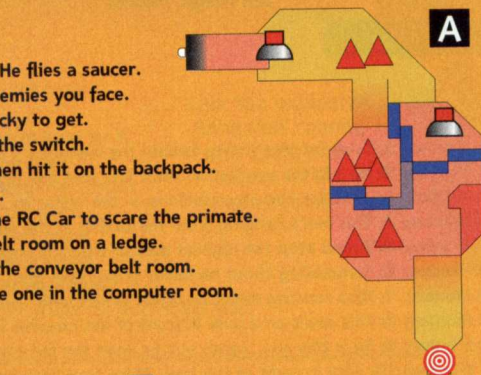 A
He flies a saucer.
emies you face.
cky to get.
the switch.
hen hit it on the backpack.
.
he RC Car to scare the primate.
elt room on a ledge.
the conveyor belt room.
e one in the computer room.